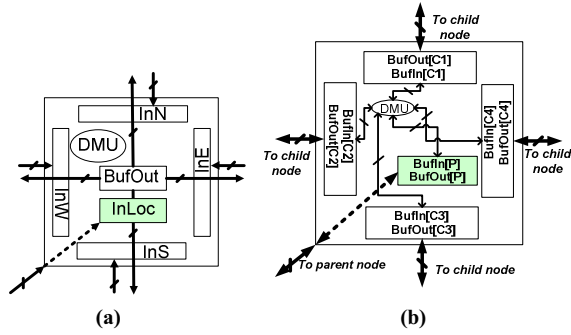 InN
DMU
InE
BufOut
InW
InLoc
InS
(a)
To child
node
BufOut[C1]
BufIn[C1]
DMU
BufIn[C2]
BufOut[C2]
BufIn[C4]
BufOut[C4]
To child
node
To child
node
BufIn[P]
BufOut[P]
BufIn[C3]
BufOut[C3]
To parent node
To child node
(b)